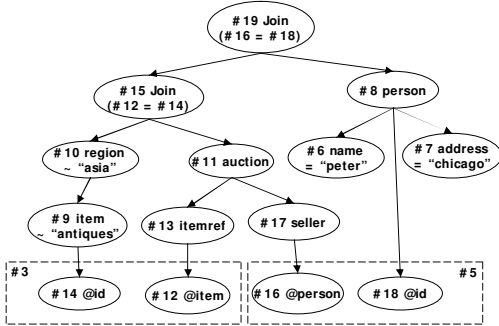 # 19 Join
(# 16 = # 18)
# 15 Join
(# 12 = # 14)
# 8 person
# 10 region
~ "asia"
# 11 auction
# 6 name
= "peter"
# 7 address
= "chicago"
# 9 item
~ "antiques"
# 13 itemref
# 17 seller
# 3
# 5
# 14 @id
# 12 @item
# 16 @person
# 18 @id